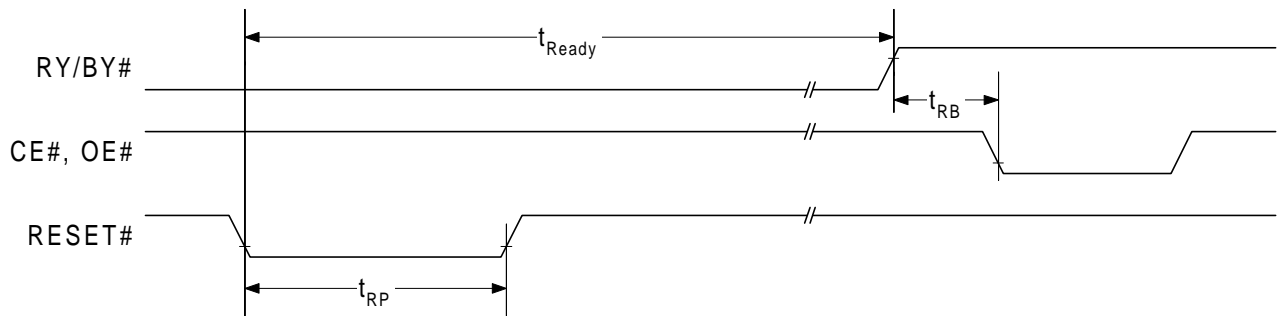 tReady
RY/BY#
tRB
CE#, OE#
RESET#
tRP